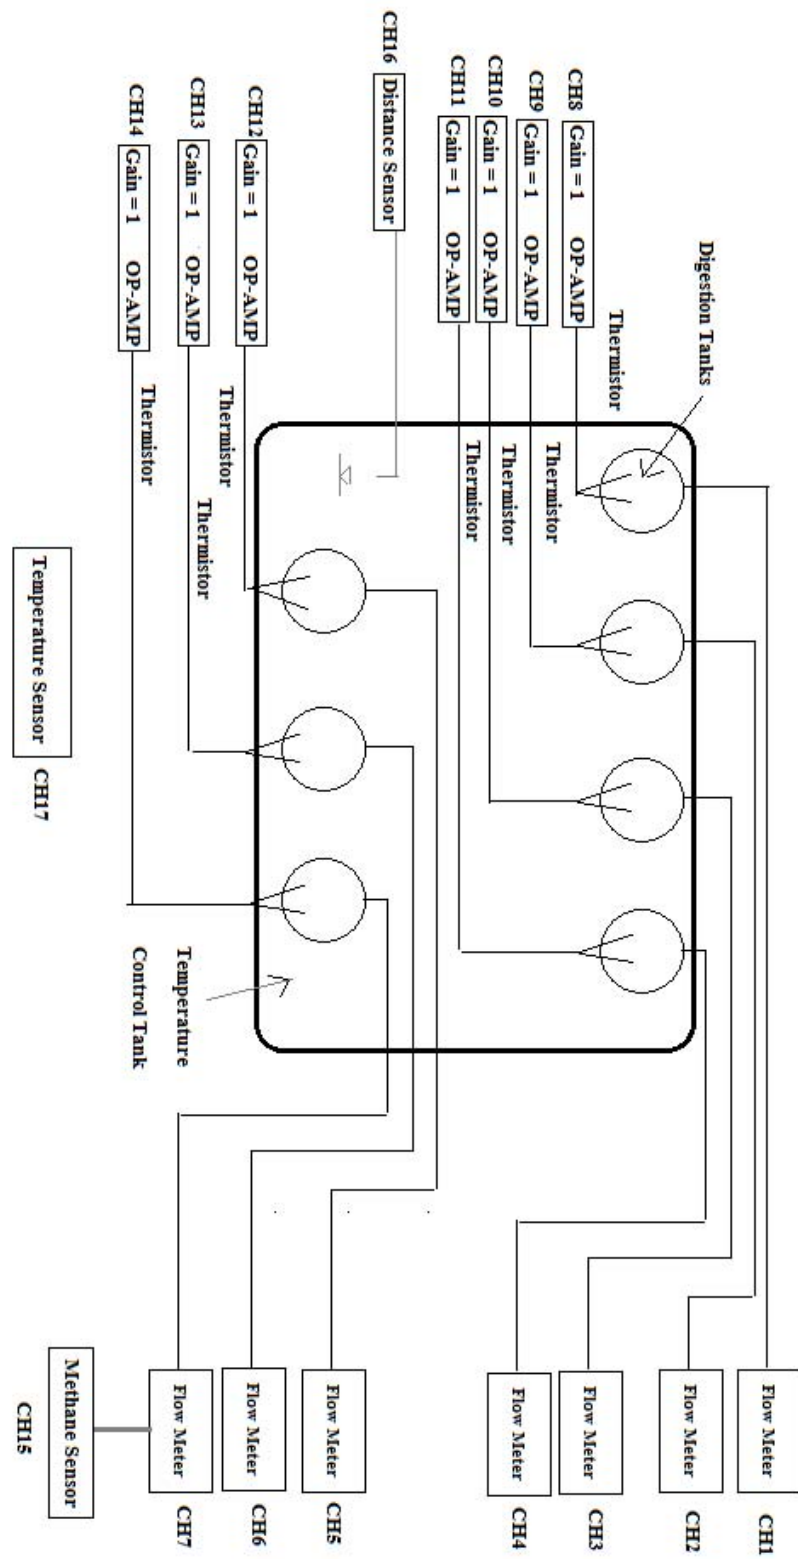 CH1
CH2
CH3
CH4
CH5
CH6
CH7
Flow Meter
Flow Meter
Flow Meter
Flow Meter
Flow Meter
Flow Meter
Flow Meter
Methane Sensor
CH15
Digestion Tanks
Thermistor
CH8
Gain = 1 OP-AMP
CH9
Gain = 1 OP-AMP
Thermistor
CH10
Gain = 1 OP-AMP
Thermistor
CH11
Gain = 1 OP-AMP
Thermistor
CH16
Distance Sensor
CH12
Gain = 1 OP-AMP
Thermistor
CH13
Gain = 1 OP-AMP
Thermistor
CH14
Gain = 1 OP-AMP
Thermistor
Temperature
Control Tank
Temperature Sensor
CH17